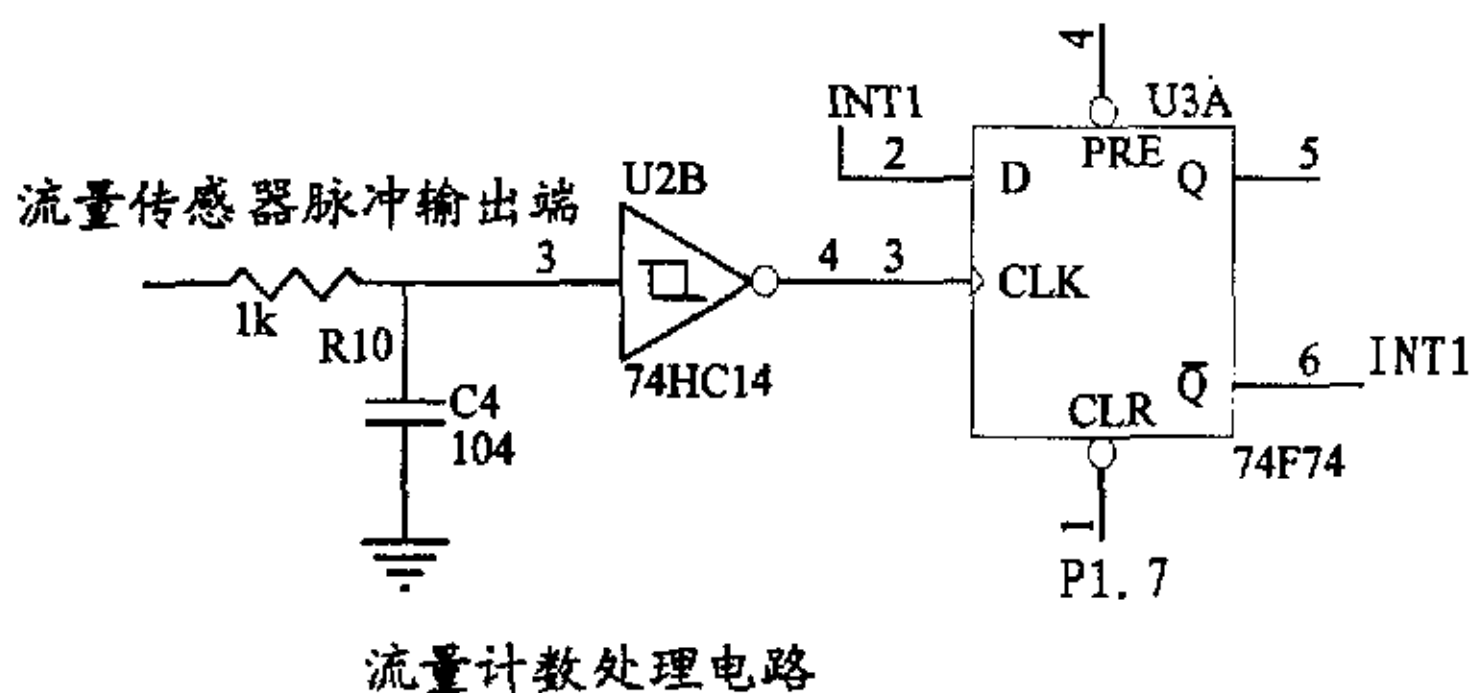 4
INT1
U3A
2
D
PRE
Q
5
U2B
流量传感器脉冲输出端
3
4
3
CLK
1k
R10
74HC14
6
INT1
Q̅
C4
104
CLR
74F74
1
P1.7
流量计数处理电路